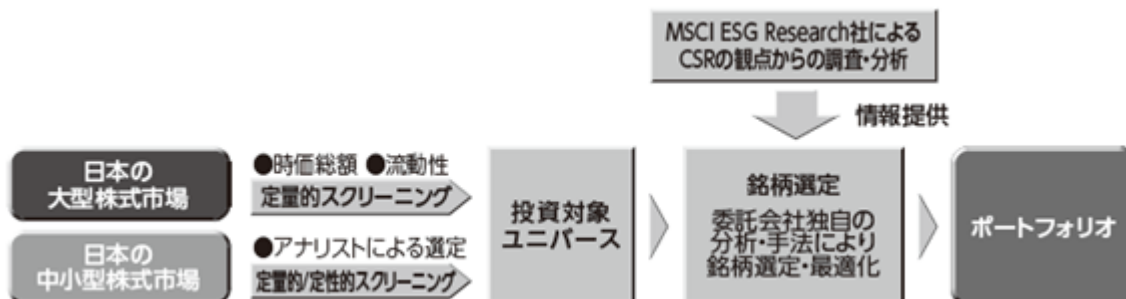 MSCI ESG Research社による
CSRの観点からの調査・分析
情報提供
日本の
大型株式市場
●時価総額 ●流動性
定量的スクリーニング
日本の
中小型株式市場
●アナリストによる選定
定量的/定性的スクリーニング
投資対象
ユニバース
銘柄選定
委託会社独自の
分析・手法により
銘柄選定・最適化
ポートフォリオ